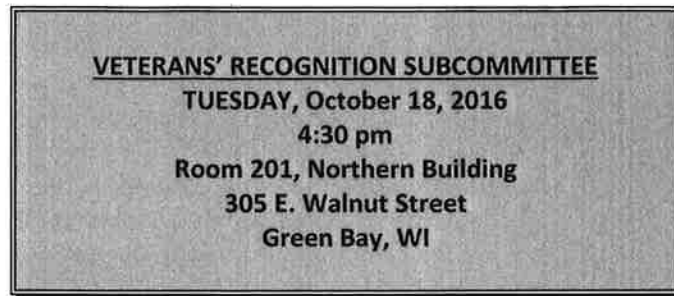 VETERANS' RECOGNITION SUBCOMMITTEE
TUESDAY, October 18, 2016
4:30 pm
Room 201, Northern Building
305 E. Walnut Street
Green Bay, WI